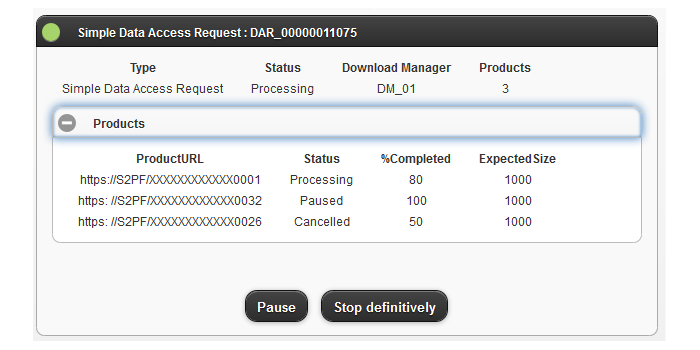 Simple Data Access Request : DAR_00000011075
Type Status Download Manager Products
Simple Data Access Request Processing DM_01 3
Products
ProductURL Status %Completed ExpectedSize
https://S2PF/XXXXXXXXXXXX0001 Processing 80 1000
https: //S2PF/XXXXXXXXXXXX0032 Paused 100 1000
https: //S2PF/XXXXXXXXXXXX0026 Cancelled 50 1000
Pause Stop definitively